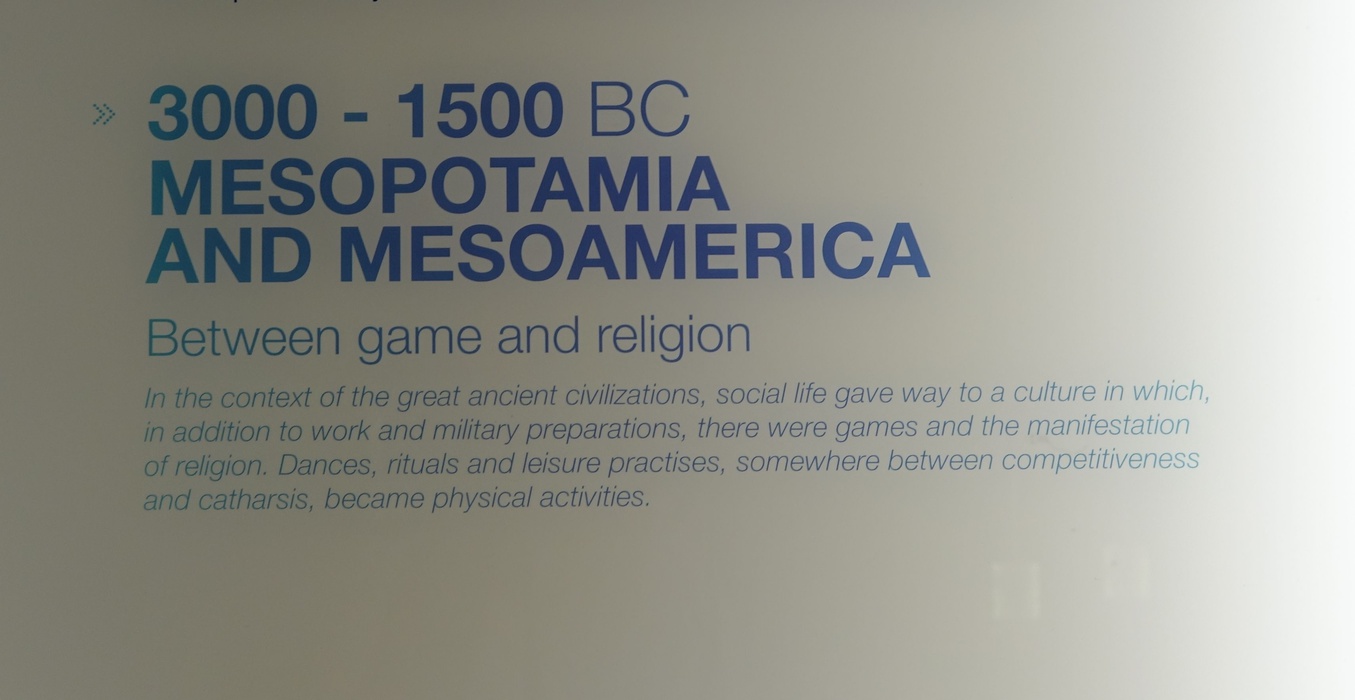 3000 - 1500 BC
MESOPOTAMIA
AND MESOAMERICA
Between game and religion
In the context of the great ancient civilizations, social life gave way to a culture in which,
in addition to work and military preparations, there were games and the manifestation
of religion. Dances, rituals and leisure practises, somewhere between competitiveness
and catharsis, became physical activities.